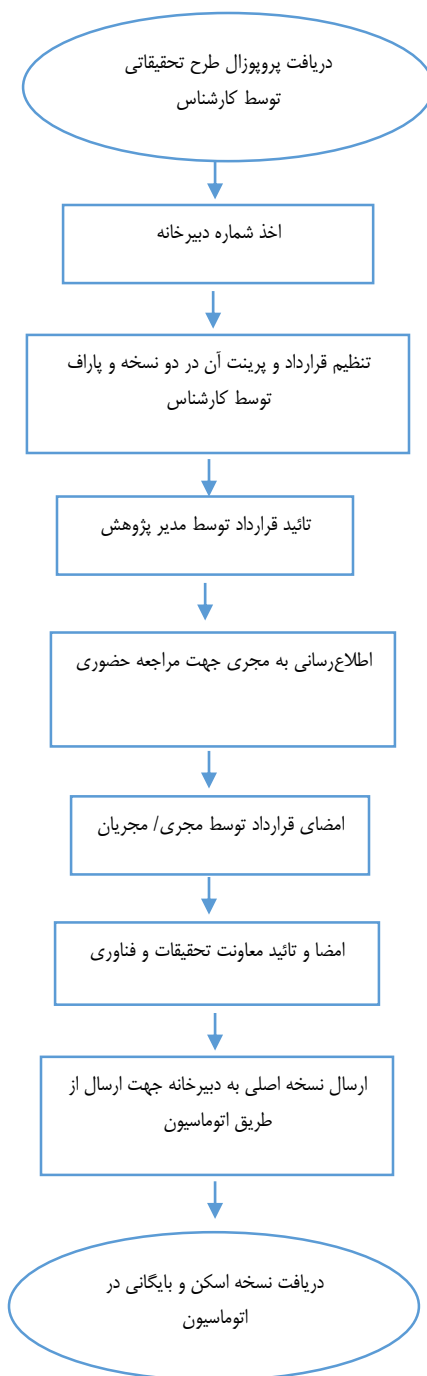 دریافت پروپوزال طرح تحقیقاتی
توسط کارشناس
اخذ شماره دبیرخانه
تنظیم قرارداد و پرینت آن در دو نسخه و پاراف
توسط کارشناس
تائید قرارداد توسط مدیر پژوهش
اطلاع‌رسانی به مجری جهت مراجعه حضوری
امضای قرارداد توسط مجری/ مجریان
امضا و تائید معاونت تحقیقات و فناوری
ارسال نسخه اصلی به دبیرخانه جهت ارسال از
طریق اتوماسیون
دریافت نسخه اسکن و بایگانی در
اتوماسیون